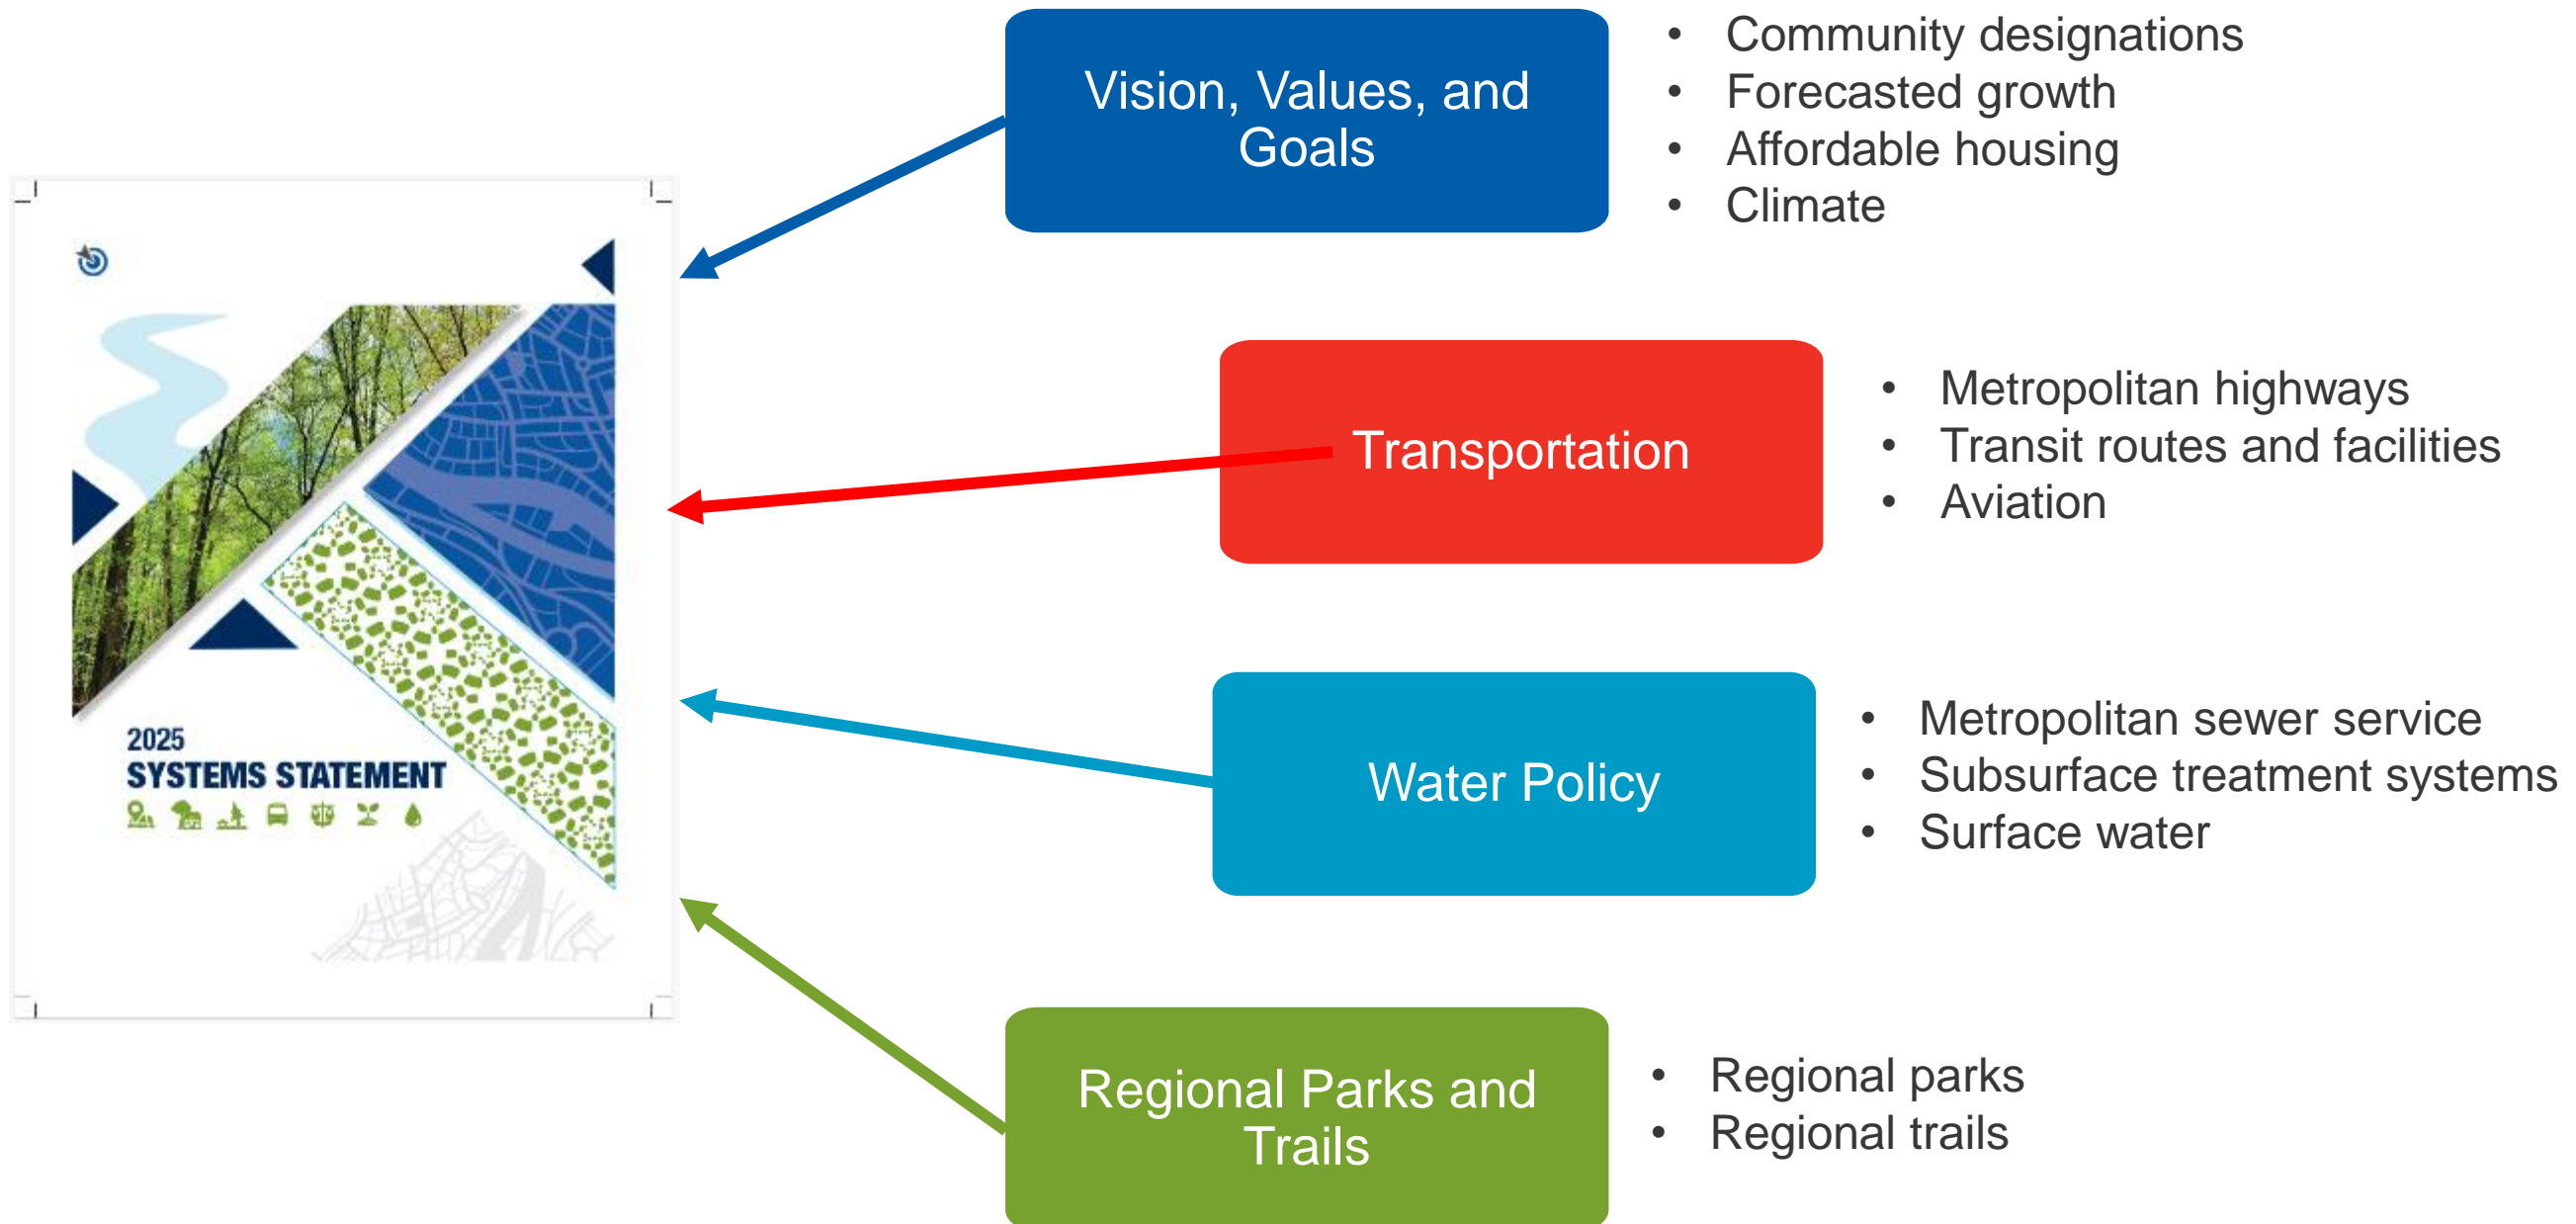 2025
SYSTEMS STATEMENT
Vision, Values, and
Goals
• Community designations
• Forecasted growth
• Affordable housing
• Climate
Transportation
• Metropolitan highways
• Transit routes and facilities
• Aviation
Water Policy
• Metropolitan sewer service
• Subsurface treatment systems
• Surface water
Regional Parks and
Trails
• Regional parks
• Regional trails